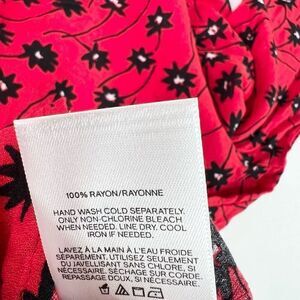 100% RAYON/RAYONNE
HAND WASH COLD SEPARATELY.
ONLY NON-CHLORINE BLEACH
WHEN NEEDED. LINE DRY. COOL
IRON IF NEEDED.
LAVEZ À LA MAIN À L'EAU FROIDE
SÉPARÉMENT. UTILISEZ SEULEMENT
DU JAVELLISANT SANS CHLORE, SI
NÉCESSAIRE. SÉCHAGE SUR CORDE.
REPASSAGE DOUX, SI NÉCESSAIRE.